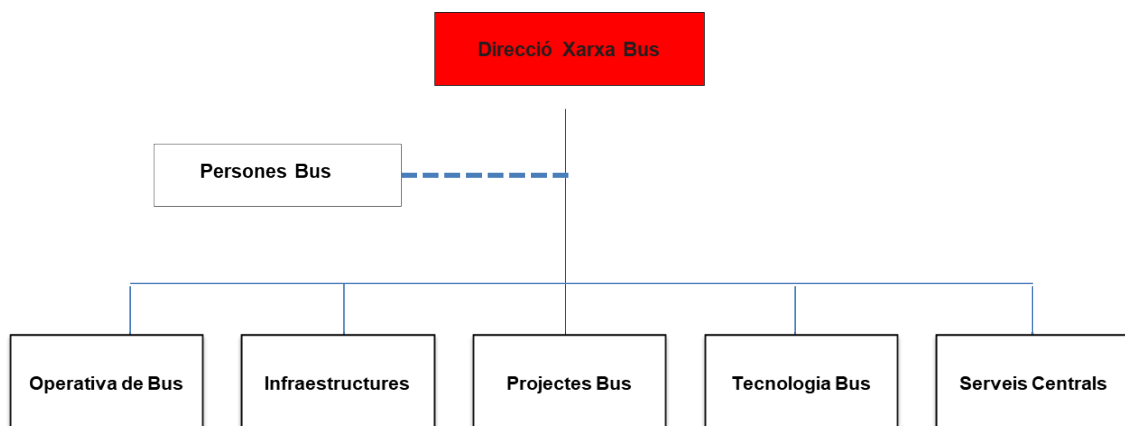 Direcció Xarxa Bus
Persones Bus
Operativa de Bus
Infraestructures
Projectes Bus
Tecnologia Bus
Serveis Centrals